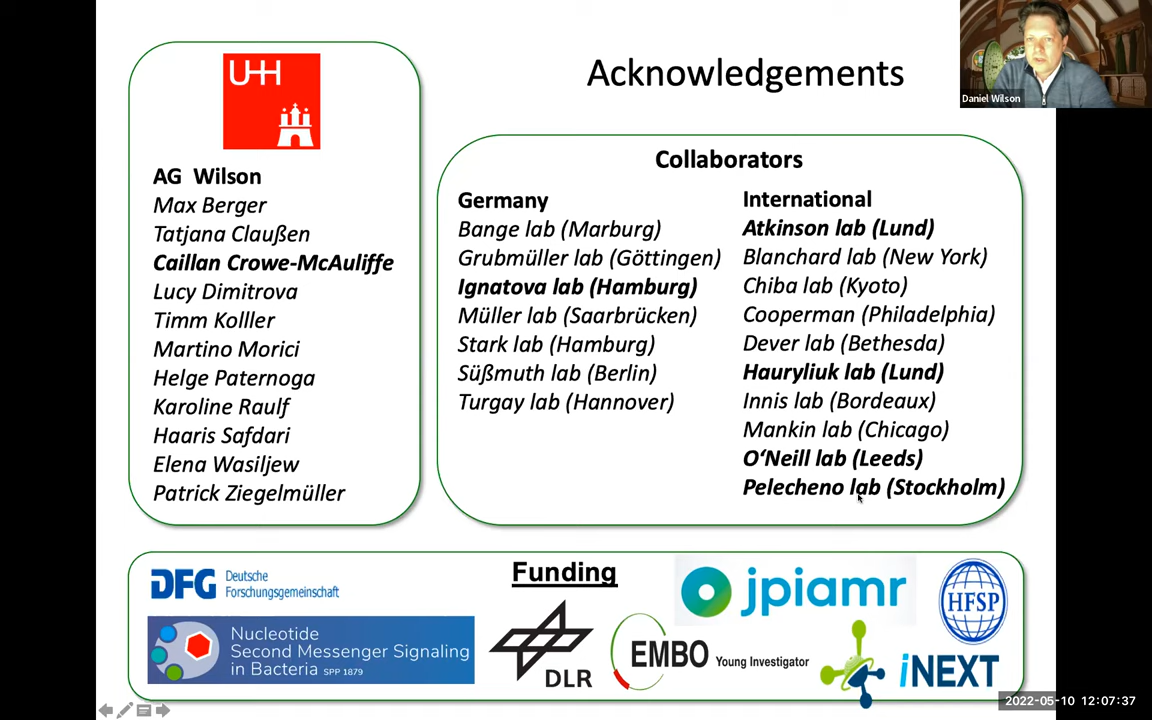 Acknowledgements
Daniel Wilson
UHH
AG Wilson
Max Berger
Tatjana Claußen
Caillan Crowe-McAuliffe
Lucy Dimitrova
Timm Kolller
Martino Morici
Helge Paternoga
Karoline Raulf
Haaris Safdari
Elena Wasiljew
Patrick Ziegelmüller
Collaborators
Germany
Bange lab (Marburg)
Grubmüller lab (Göttingen)
Ignatova lab (Hamburg)
Müller lab (Saarbrücken)
Stark lab (Hamburg)
Süßmuth lab (Berlin)
Turgay lab (Hannover)
International
Atkinson lab (Lund)
Blanchard lab (New York)
Chiba lab (Kyoto)
Cooperman (Philadelphia)
Dever lab (Bethesda)
Hauryliuk lab (Lund)
Innis lab (Bordeaux)
Mankin lab (Chicago)
O‘Neill lab (Leeds)
Pelecheno lab (Stockholm)
Funding
DFG Deutsche
Forschungsgemeinschaft
Nucleotide
Second Messenger Signaling
in Bacteria SPP 1879
DLR
EMBO Young Investigator
jpiamr
HFSP
iNEXT
2022-05-10 12:07:37